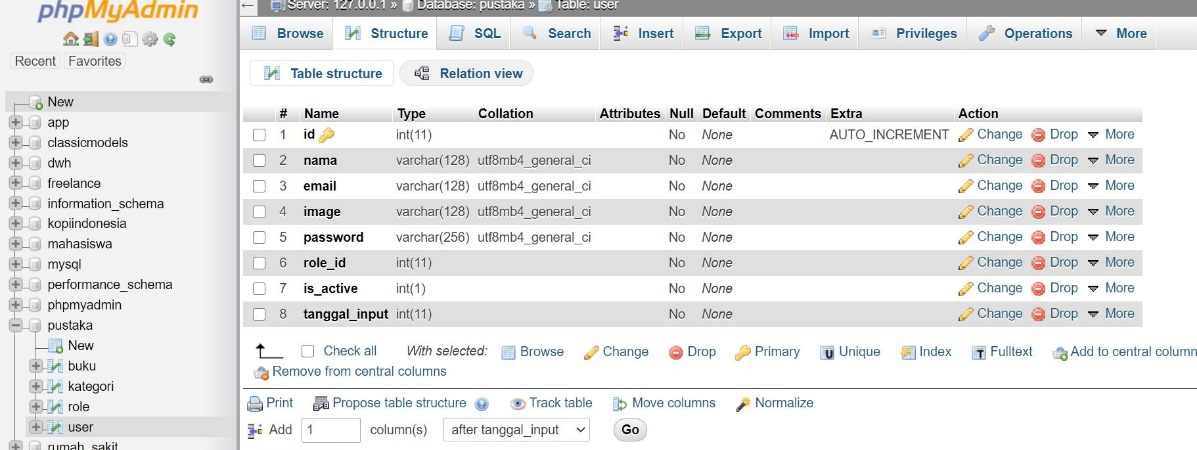 phpMyAdmin
Recent Favorites
New
app
classicmodels
dwh
freelance
information_schema
kopiindonesia
mahasiswa
mysql
performance_schema
phpmyadmin
pustaka
New
buku
kategori
role
user
rumah_sakit
Server: 127.0.0.1 » Database: pustaka » Table: user
Browse Structure SQL Search Insert Export Import Privileges Operations More
Table structure Relation view
# Name Type Collation Attributes Null Default Comments Extra Action
1 id int(11) No None AUTO_INCREMENT Change Drop More
2 nama varchar(128) utf8mb4_general_ci No None Change Drop More
3 email varchar(128) utf8mb4_general_ci No None Change Drop More
4 image varchar(128) utf8mb4_general_ci No None Change Drop More
5 password varchar(256) utf8mb4_general_ci No None Change Drop More
6 role_id int(11) No None Change Drop More
7 is_active int(1) No None Change Drop More
8 tanggal_input int(11) No None Change Drop More
Check all With selected: Browse Change Drop Primary Unique Index Fulltext Add to central column
Remove from central columns
Print Propose table structure Track table Move columns Normalize
Add 1 column(s) after tanggal_input Go